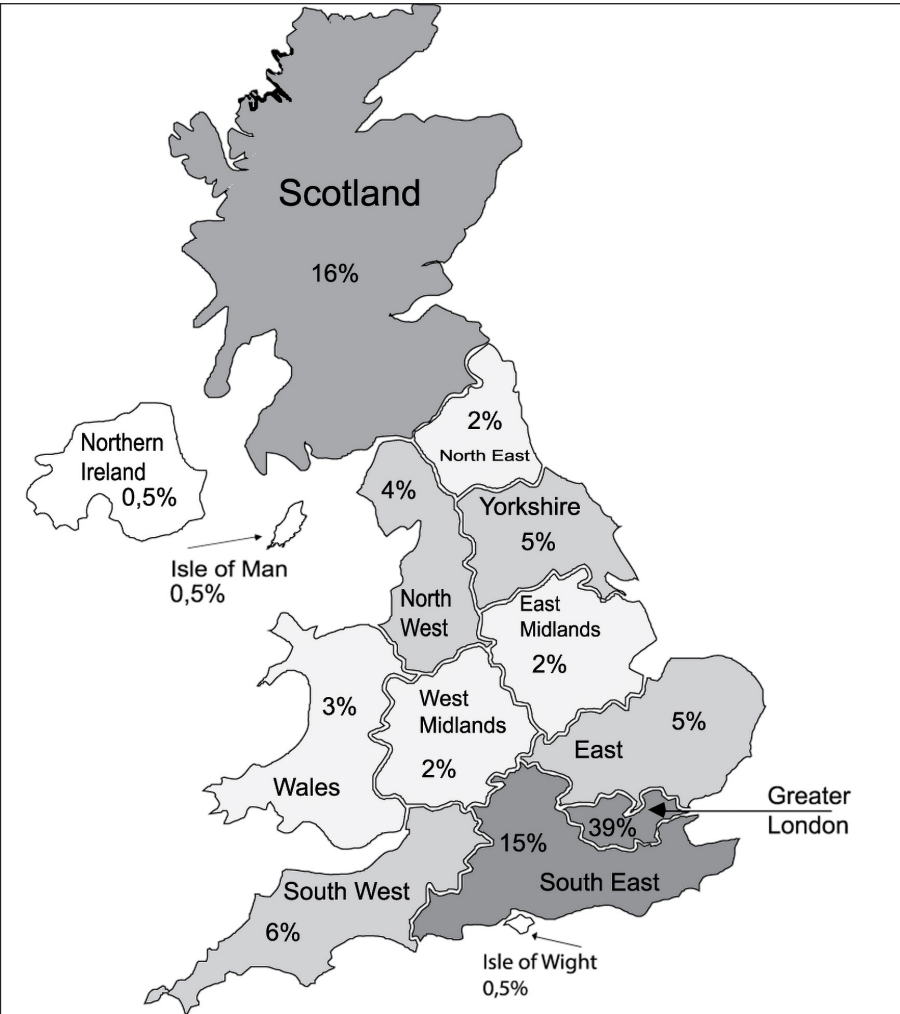 Scotland
16%
2%
North East
Northern
Ireland
0,5%
4%
Yorkshire
5%
Isle of Man
0,5%
North
West
East
Midlands
2%
3%
West
Midlands
2%
5%
East
Wales
Greater
London
39%
15%
South East
South West
6%
Isle of Wight
0,5%